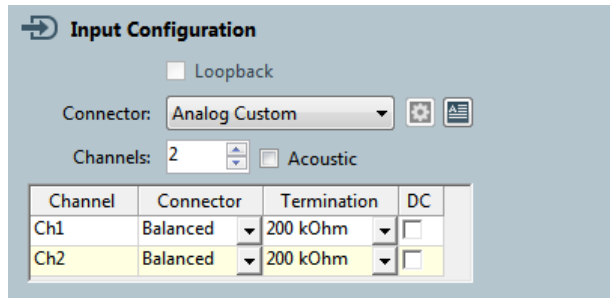 Input Configuration
Loopback
Connector: Analog Custom
Channels: 2 Acoustic
Channel Connector Termination DC
Ch1 Balanced 200 kOhm
Ch2 Balanced 200 kOhm